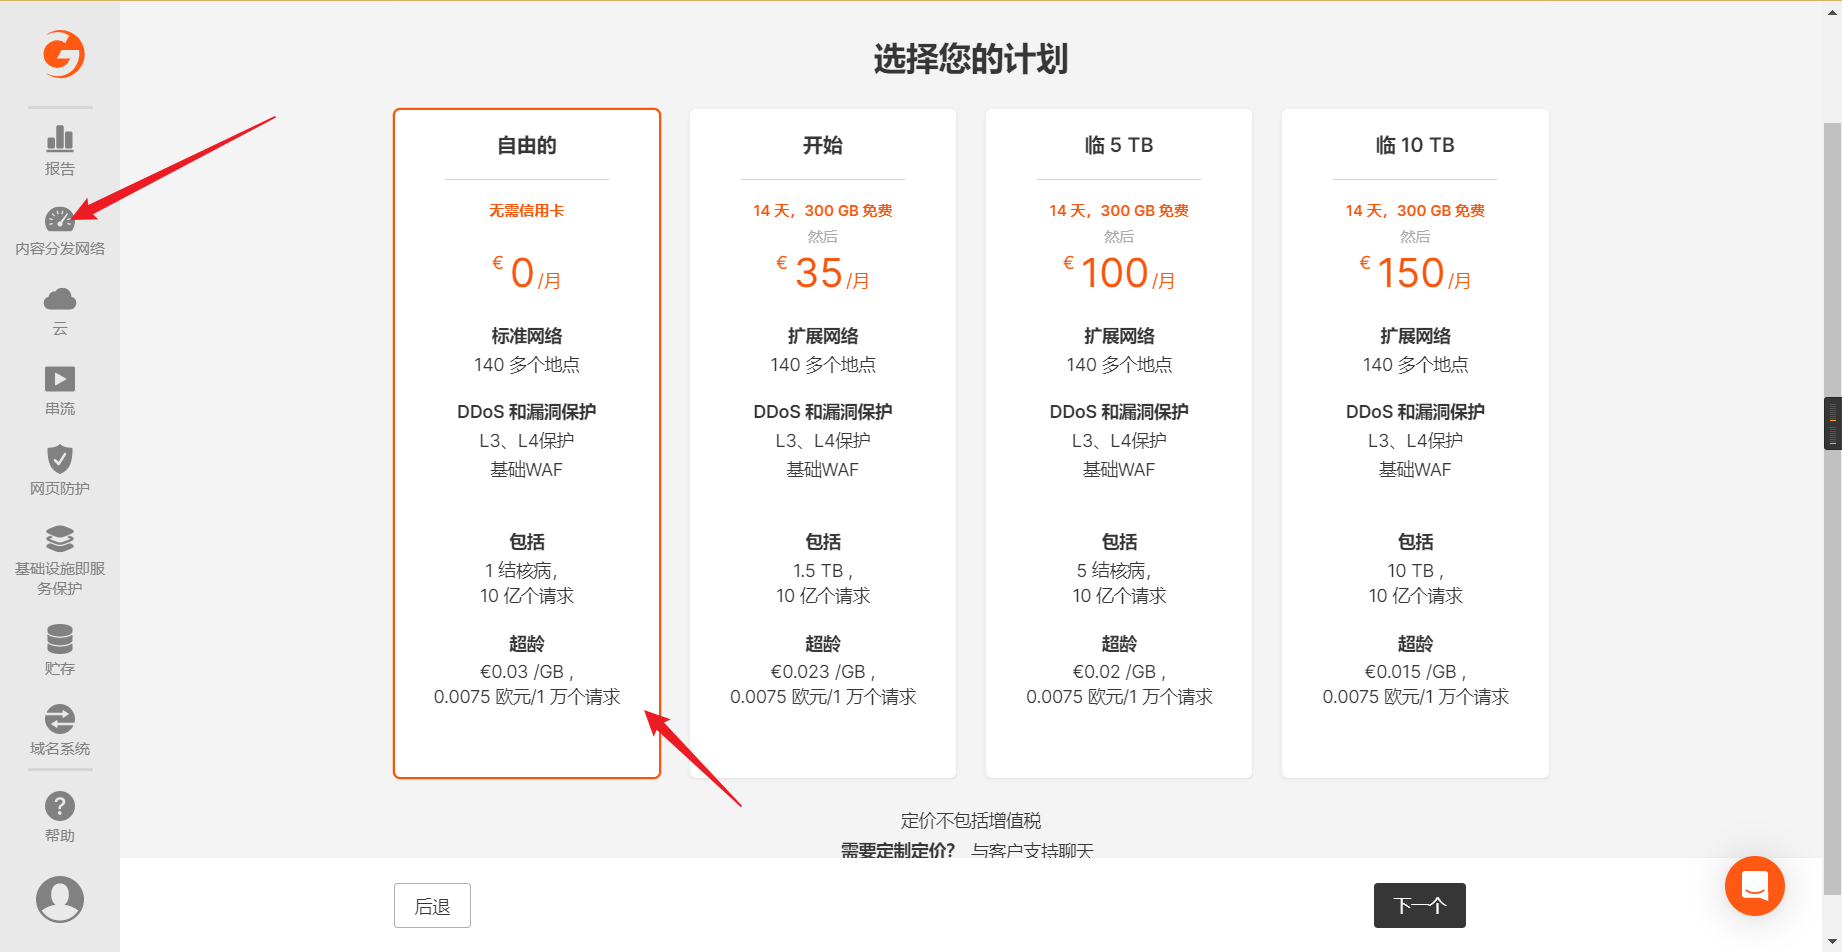 选择您的计划
报告
内容分发网络
云
串流
网页防护
基础设施即服
务保护
贮存
域名系统
帮助
自由的
无需信用卡
€ 0 /月
标准网络
140 多个地点
DDoS 和漏洞保护
L3、L4保护
基础WAF
包括
1 结核病，
10 亿个请求
超龄
€0.03 /GB ,
0.0075 欧元/1 万个请求
开始
14 天，300 GB 免费
然后
€ 35 /月
扩展网络
140 多个地点
DDoS 和漏洞保护
L3、L4保护
基础WAF
包括
1.5 TB ,
10 亿个请求
超龄
€0.023 /GB ,
0.0075 欧元/1 万个请求
临 5 TB
14 天，300 GB 免费
然后
€ 100 /月
扩展网络
140 多个地点
DDoS 和漏洞保护
L3、L4保护
基础WAF
包括
5 结核病，
10 亿个请求
超龄
€0.02 /GB ,
0.0075 欧元/1 万个请求
临 10 TB
14 天，300 GB 免费
然后
€ 150 /月
扩展网络
140 多个地点
DDoS 和漏洞保护
L3、L4保护
基础WAF
包括
10 TB ,
10 亿个请求
超龄
€0.015 /GB ,
0.0075 欧元/1 万个请求
定价不包括增值税
需要定制定价？ 与客户支持聊天
后退
下一个